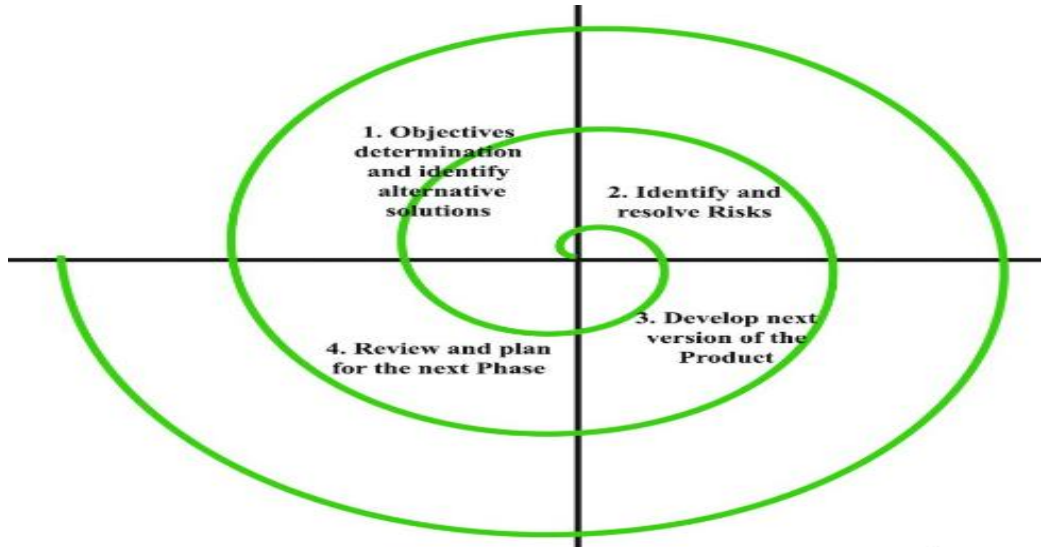 1. Objectives
determination
and identify
alternative
solutions
2. Identify and
resolve Risks
3. Develop next
version of the
Product
4. Review and plan
for the next Phase